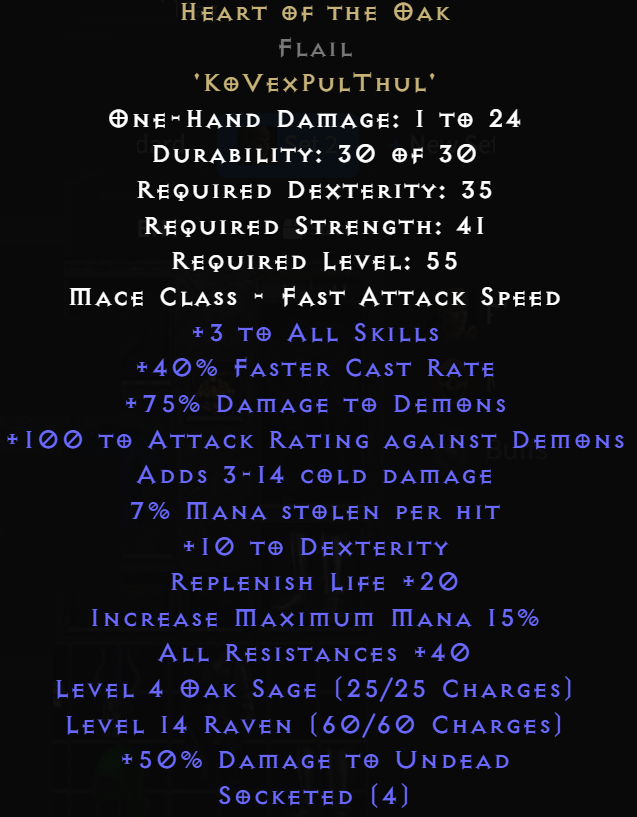 Heart of the Oak
Flail
'KoVexPulThul'
One-Hand Damage: 1 to 24
Durability: 30 of 30
Required Dexterity: 35
Required Strength: 41
Required Level: 55
Mace Class - Fast Attack Speed
+3 to All Skills
+40% Faster Cast Rate
+75% Damage to Demons
+100 to Attack Rating against Demons
Adds 3-14 cold damage
7% Mana stolen per hit
+10 to Dexterity
Replenish Life +20
Increase Maximum Mana 15%
All Resistances +40
Level 4 Oak Sage (25/25 Charges)
Level 14 Raven (60/60 Charges)
+50% Damage to Undead
Socketed (4)